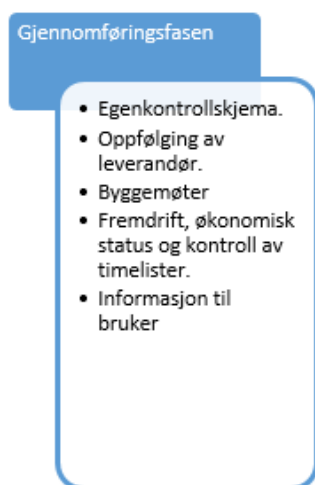 Gjennomføringsfasen
• Egenkontrollskjema.
• Oppfølging av
leverandør.
• Byggemøter
• Fremdrift, økonomisk
status og kontroll av
timelister.
• Informasjon til
bruker